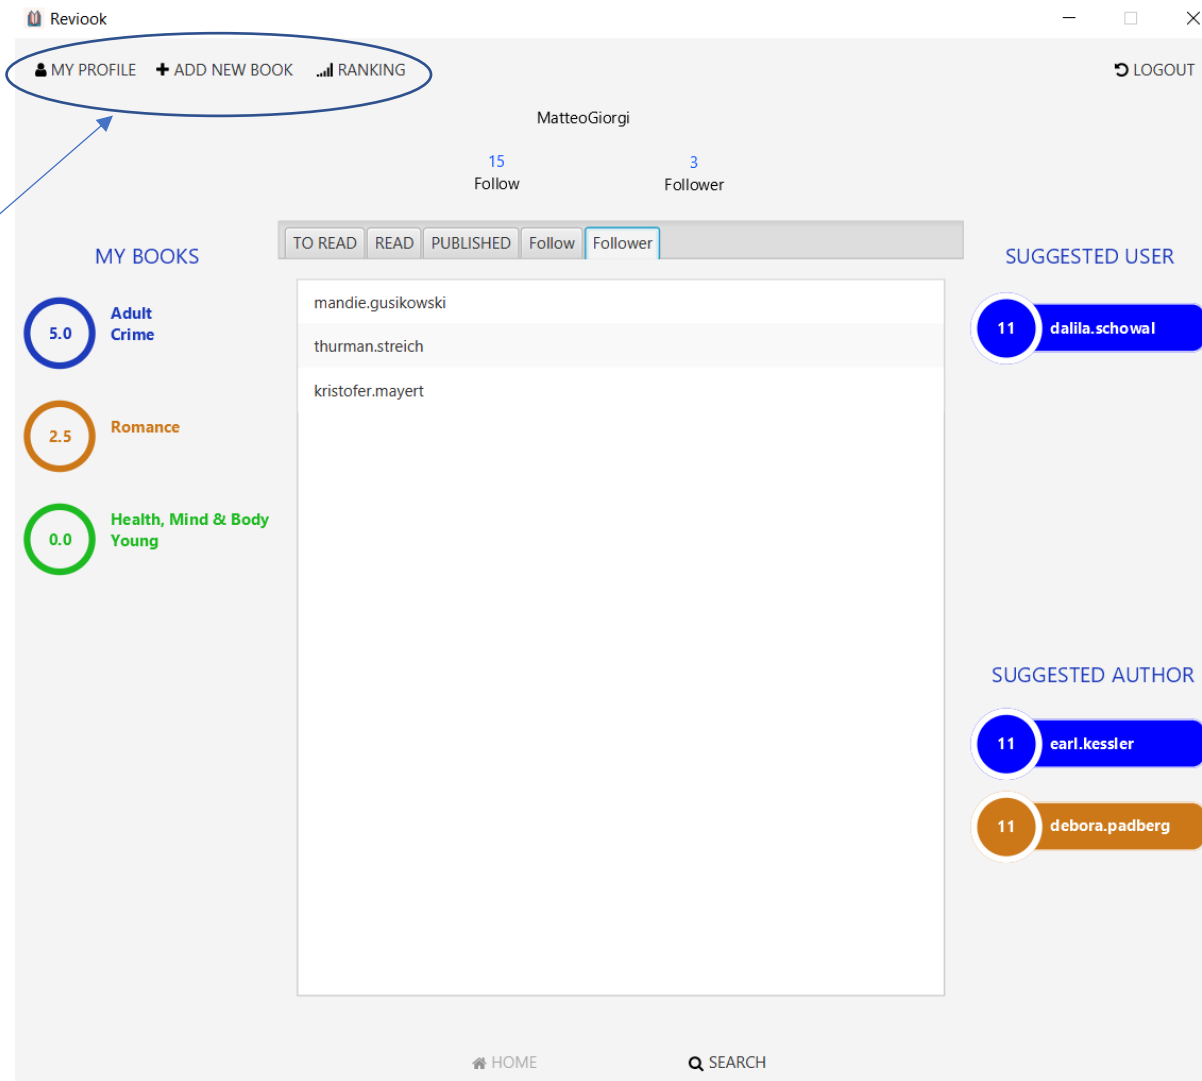 Reviook
MY PROFILE ADD NEW BOOK RANKING LOGOUT
MatteoGiorgi
15 3
Follow Follower
MY BOOKS
5.0 Adult
Crime
2.5 Romance
0.0 Health, Mind & Body
Young
TO READ READ PUBLISHED Follow Follower
mandie.gusikowski
thurman.streich
kristofer.mayert
SUGGESTED USER
11 dalila.schowal
SUGGESTED AUTHOR
11 earl.kessler
11 debora.padberg
HOME SEARCH